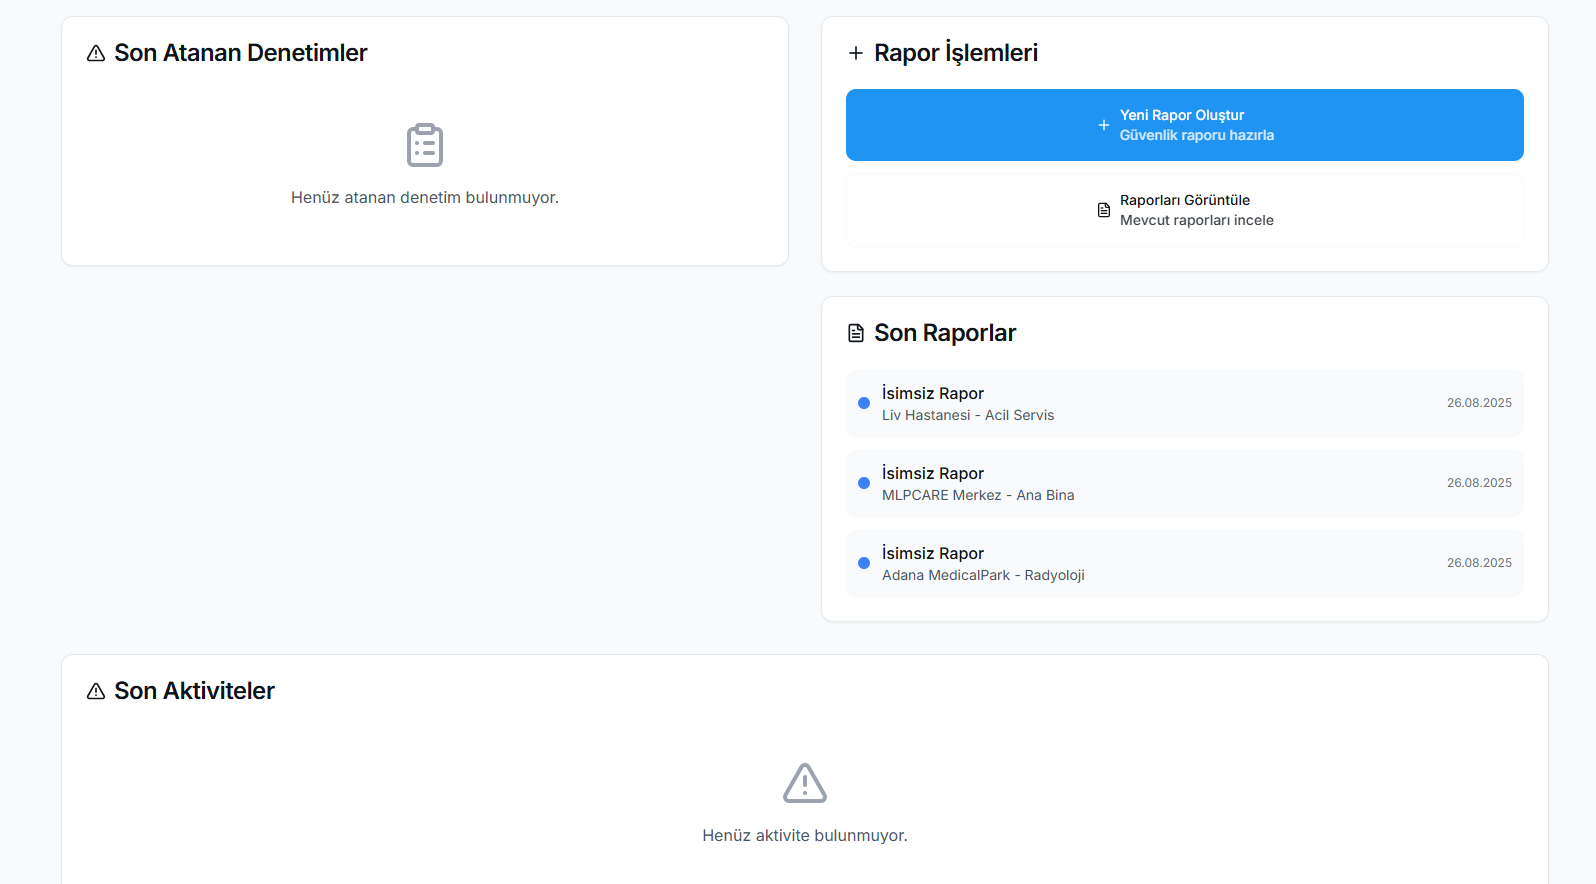 Son Atanan Denetimler
Henüz atanan denetim bulunmuyor.
Rapor İşlemleri
Yeni Rapor Oluştur
Güvenlik raporu hazırla
Raporları Görüntüle
Mevcut raporları incele
Son Raporlar
İsimsiz Rapor
Liv Hastanesi - Acil Servis
26.08.2025
İsimsiz Rapor
MLPCARE Merkez - Ana Bina
26.08.2025
İsimsiz Rapor
Adana MedicalPark - Radyoloji
26.08.2025
Son Aktiviteler
Henüz aktivite bulunmuyor.